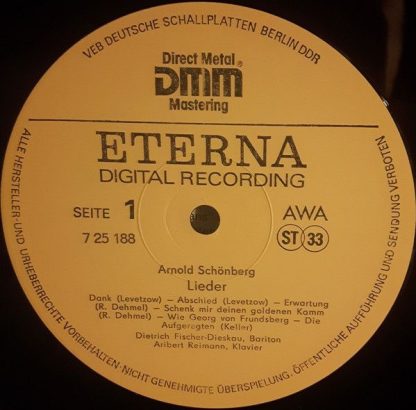 VEB DEUTSCHE SCHALLPLATTEN BERLIN DDR
Direct Metal
DMM®
Mastering
ETERNA
DIGITAL RECORDING
SEITE 1
AWA
7 25 188
ST 33
Arnold Schönberg
Lieder
Dank (Levetzow) – Abschied (Levetzow) – Erwartung
(R. Dehmel) – Schenk mir deinen goldenen Kamm
(R. Dehmel) – Wie Georg von Frundsberg – Die
Aufgeregten (Kellnr)
Dietrich Fischer-Dieskau, Bariton
Aribert Reimann, Klavier
ALLE HERSTELLER- UND URHEBERRECHTE VORBEHALTEN · NICHT GENEHMIGTE ÜBERSPIELUNG, ÖFFENTLICHE AUFFÜHRUNG UND SENDUNG VERBOTEN